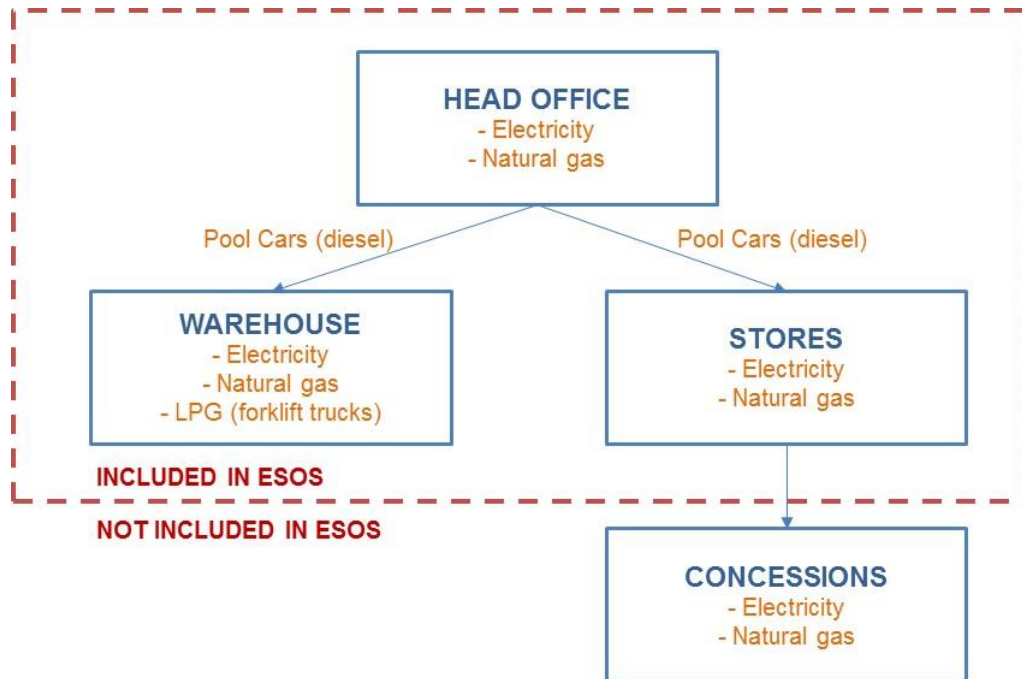 HEAD OFFICE
- Electricity
- Natural gas
Pool Cars (diesel)
Pool Cars (diesel)
WAREHOUSE
- Electricity
- Natural gas
- LPG (forklift trucks)
STORES
- Electricity
- Natural gas
INCLUDED IN ESOS
NOT INCLUDED IN ESOS
CONCESSIONS
- Electricity
- Natural gas